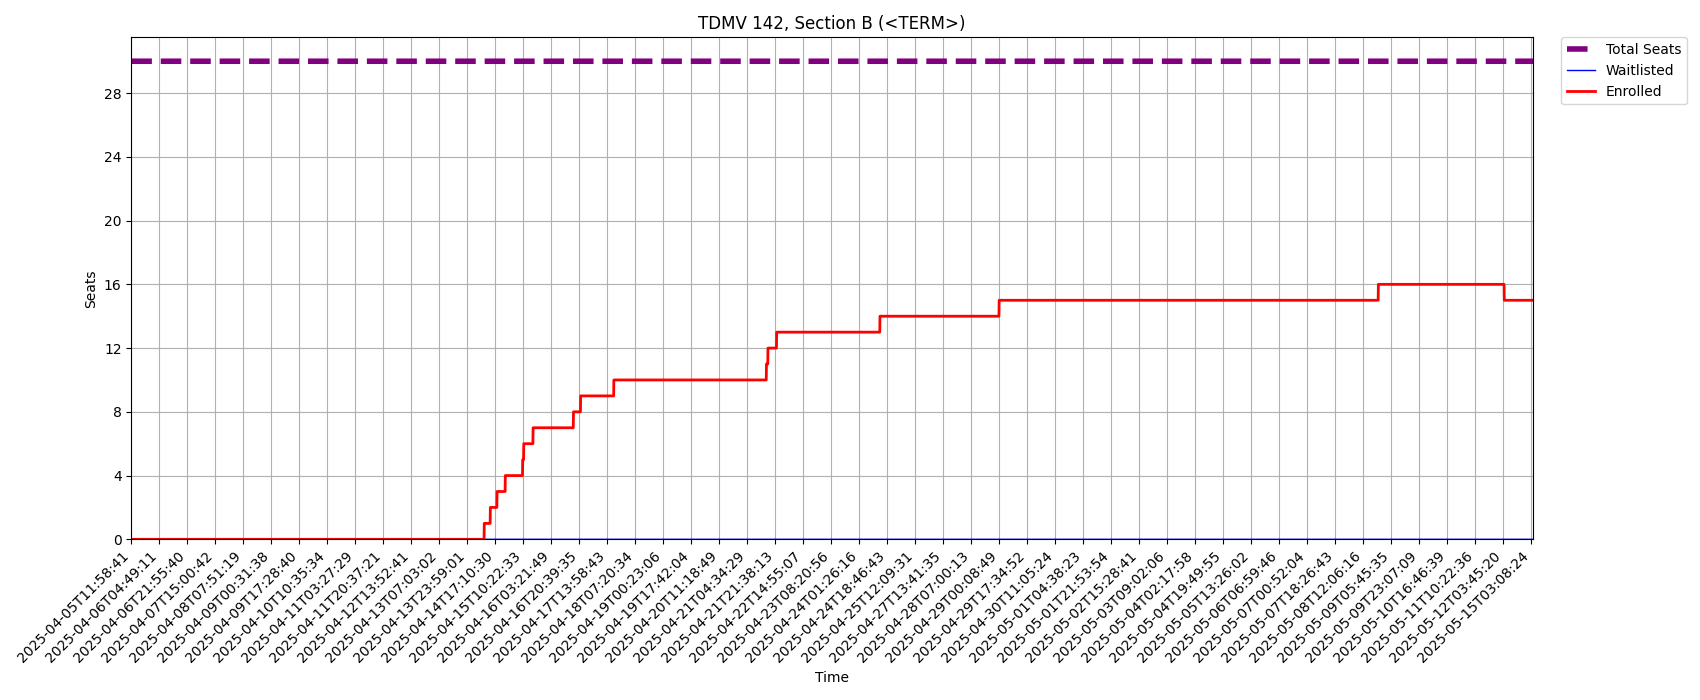 TDMV 142, Section B (<TERM>)
Total Seats
Waitlisted
Enrolled
Seats
28
24
20
16
12
8
4
0
2025-04-05T11:58:41
2025-04-06T04:49:11
2025-04-06T21:55:40
2025-04-07T15:00:42
2025-04-08T07:51:19
2025-04-09T00:31:38
2025-04-09T17:28:40
2025-04-10T10:35:34
2025-04-11T03:27:29
2025-04-11T20:37:21
2025-04-12T13:52:41
2025-04-13T07:03:02
2025-04-13T23:59:01
2025-04-14T17:10:30
2025-04-15T10:22:33
2025-04-16T03:21:49
2025-04-16T20:39:35
2025-04-17T13:58:43
2025-04-18T07:20:34
2025-04-19T00:23:06
2025-04-19T17:42:04
2025-04-20T11:18:49
2025-04-21T04:34:29
2025-04-21T21:38:13
2025-04-22T14:55:07
2025-04-23T08:20:56
2025-04-24T01:26:16
2025-04-24T18:46:43
2025-04-25T12:09:31
2025-04-27T13:41:35
2025-04-28T07:00:13
2025-04-29T00:08:49
2025-04-29T17:34:52
2025-04-30T11:05:24
2025-05-01T04:38:23
2025-05-01T21:53:54
2025-05-02T15:28:41
2025-05-03T09:02:06
2025-05-04T02:17:58
2025-05-04T19:49:55
2025-05-05T13:26:02
2025-05-06T06:59:46
2025-05-07T00:52:04
2025-05-07T18:26:43
2025-05-08T12:06:16
2025-05-09T05:45:35
2025-05-09T23:07:09
2025-05-10T16:46:39
2025-05-11T10:22:36
2025-05-12T03:45:20
2025-05-15T03:08:24
Time